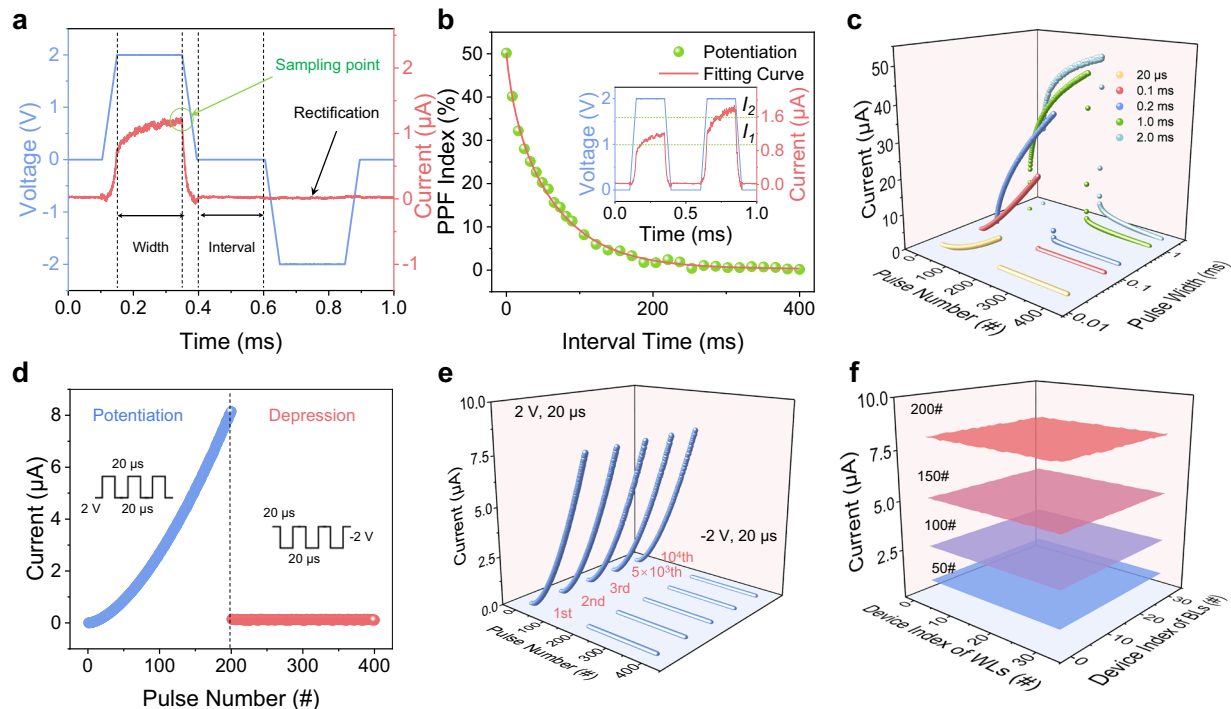 a
Voltage (V)
2
1
0
-1
-2
Sampling point
Rectification
Width
Interval
2
1
0
-1
Current (μA)
0.0
0.2
0.4
0.6
0.8
1.0
Time (ms)
b
PPF Index (%)
50
40
30
20
10
0
Potentiation
Fitting Curve
Voltage (V)
2
1
0
I2
I1
1.6
0.8
0.0
Current (μA)
0.0
0.5
1.0
Time (ms)
0
200
400
Interval Time (ms)
c
Current (μA)
50
40
30
20
10
0
20 μs
0.1 ms
0.2 ms
1.0 ms
2.0 ms
0
100
200
300
400
Pulse Number (#)
0.01
0.1
1
Pulse Width (ms)
d
Current (μA)
8
6
4
2
0
Potentiation
Depression
20 μs
2 V
20 μs
20 μs
-2 V
20 μs
0
100
200
300
400
Pulse Number (#)
e
Current (μA)
10.0
7.5
5.0
2.5
0.0
2 V, 20 μs
-2 V, 20 μs
1st
2nd
3rd
5×10³th
10⁴th
0
100
200
300
400
Pulse Number (#)
f
Current (μA)
10.0
7.5
5.0
2.5
200#
150#
100#
50#
0
10
20
30
Device Index of WLs (#)
0
10
20
30
Device Index of BLs (#)